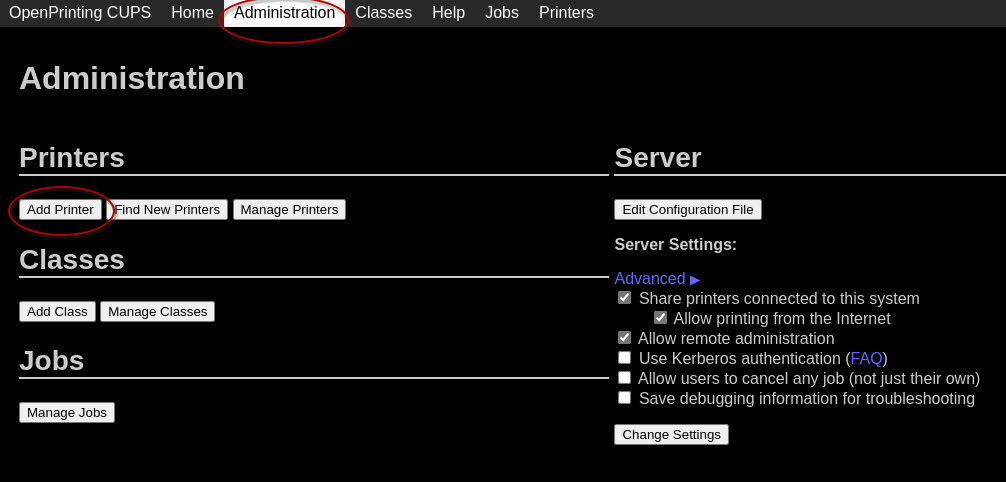 OpenPrinting CUPS Home Administration Classes Help Jobs Printers
Administration
Printers
Add Printer Find New Printers Manage Printers
Classes
Add Class Manage Classes
Jobs
Manage Jobs
Server
Edit Configuration File
Server Settings:
Advanced ▶
Share printers connected to this system
Allow printing from the Internet
Allow remote administration
Use Kerberos authentication (FAQ)
Allow users to cancel any job (not just their own)
Save debugging information for troubleshooting
Change Settings